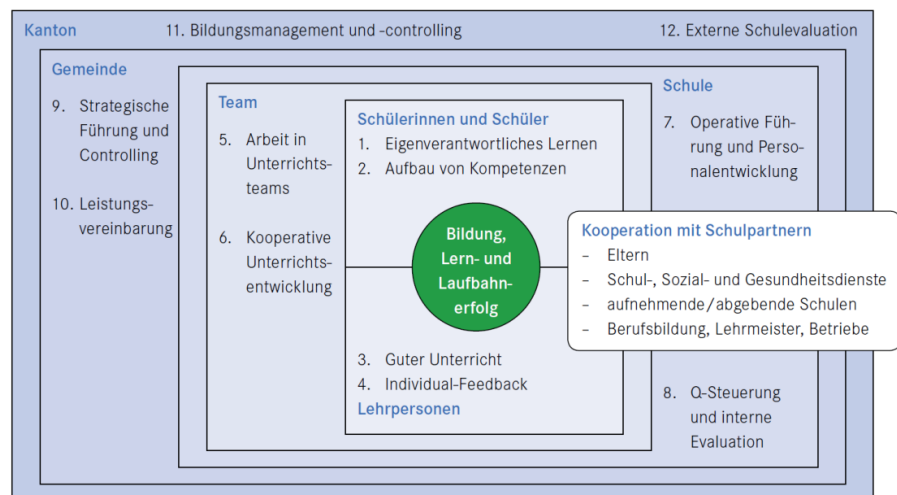 Kanton
11. Bildungsmanagement und -controlling
12. Externe Schulevaluation
Gemeinde
9. Strategische
Führung und
Controlling
10. Leistungs-
vereinbarung
Team
5. Arbeit in
Unterrichts-
teams
6. Kooperative
Unterrichts-
entwicklung
Schülerinnen und Schüler
1. Eigenverantwortliches Lernen
2. Aufbau von Kompetenzen
Bildung,
Lern- und
Laufbahn-
erfolg
3. Guter Unterricht
4. Individual-Feedback
Lehrpersonen
Schule
7. Operative Füh-
rung und Perso-
nalentwicklung
Kooperation mit Schulpartnern
– Eltern
– Schul-, Sozial- und Gesundheitsdienste
– aufnehmende/abgebende Schulen
– Berufsbildung, Lehrmeister, Betriebe
8. Q-Steuerung
und interne
Evaluation